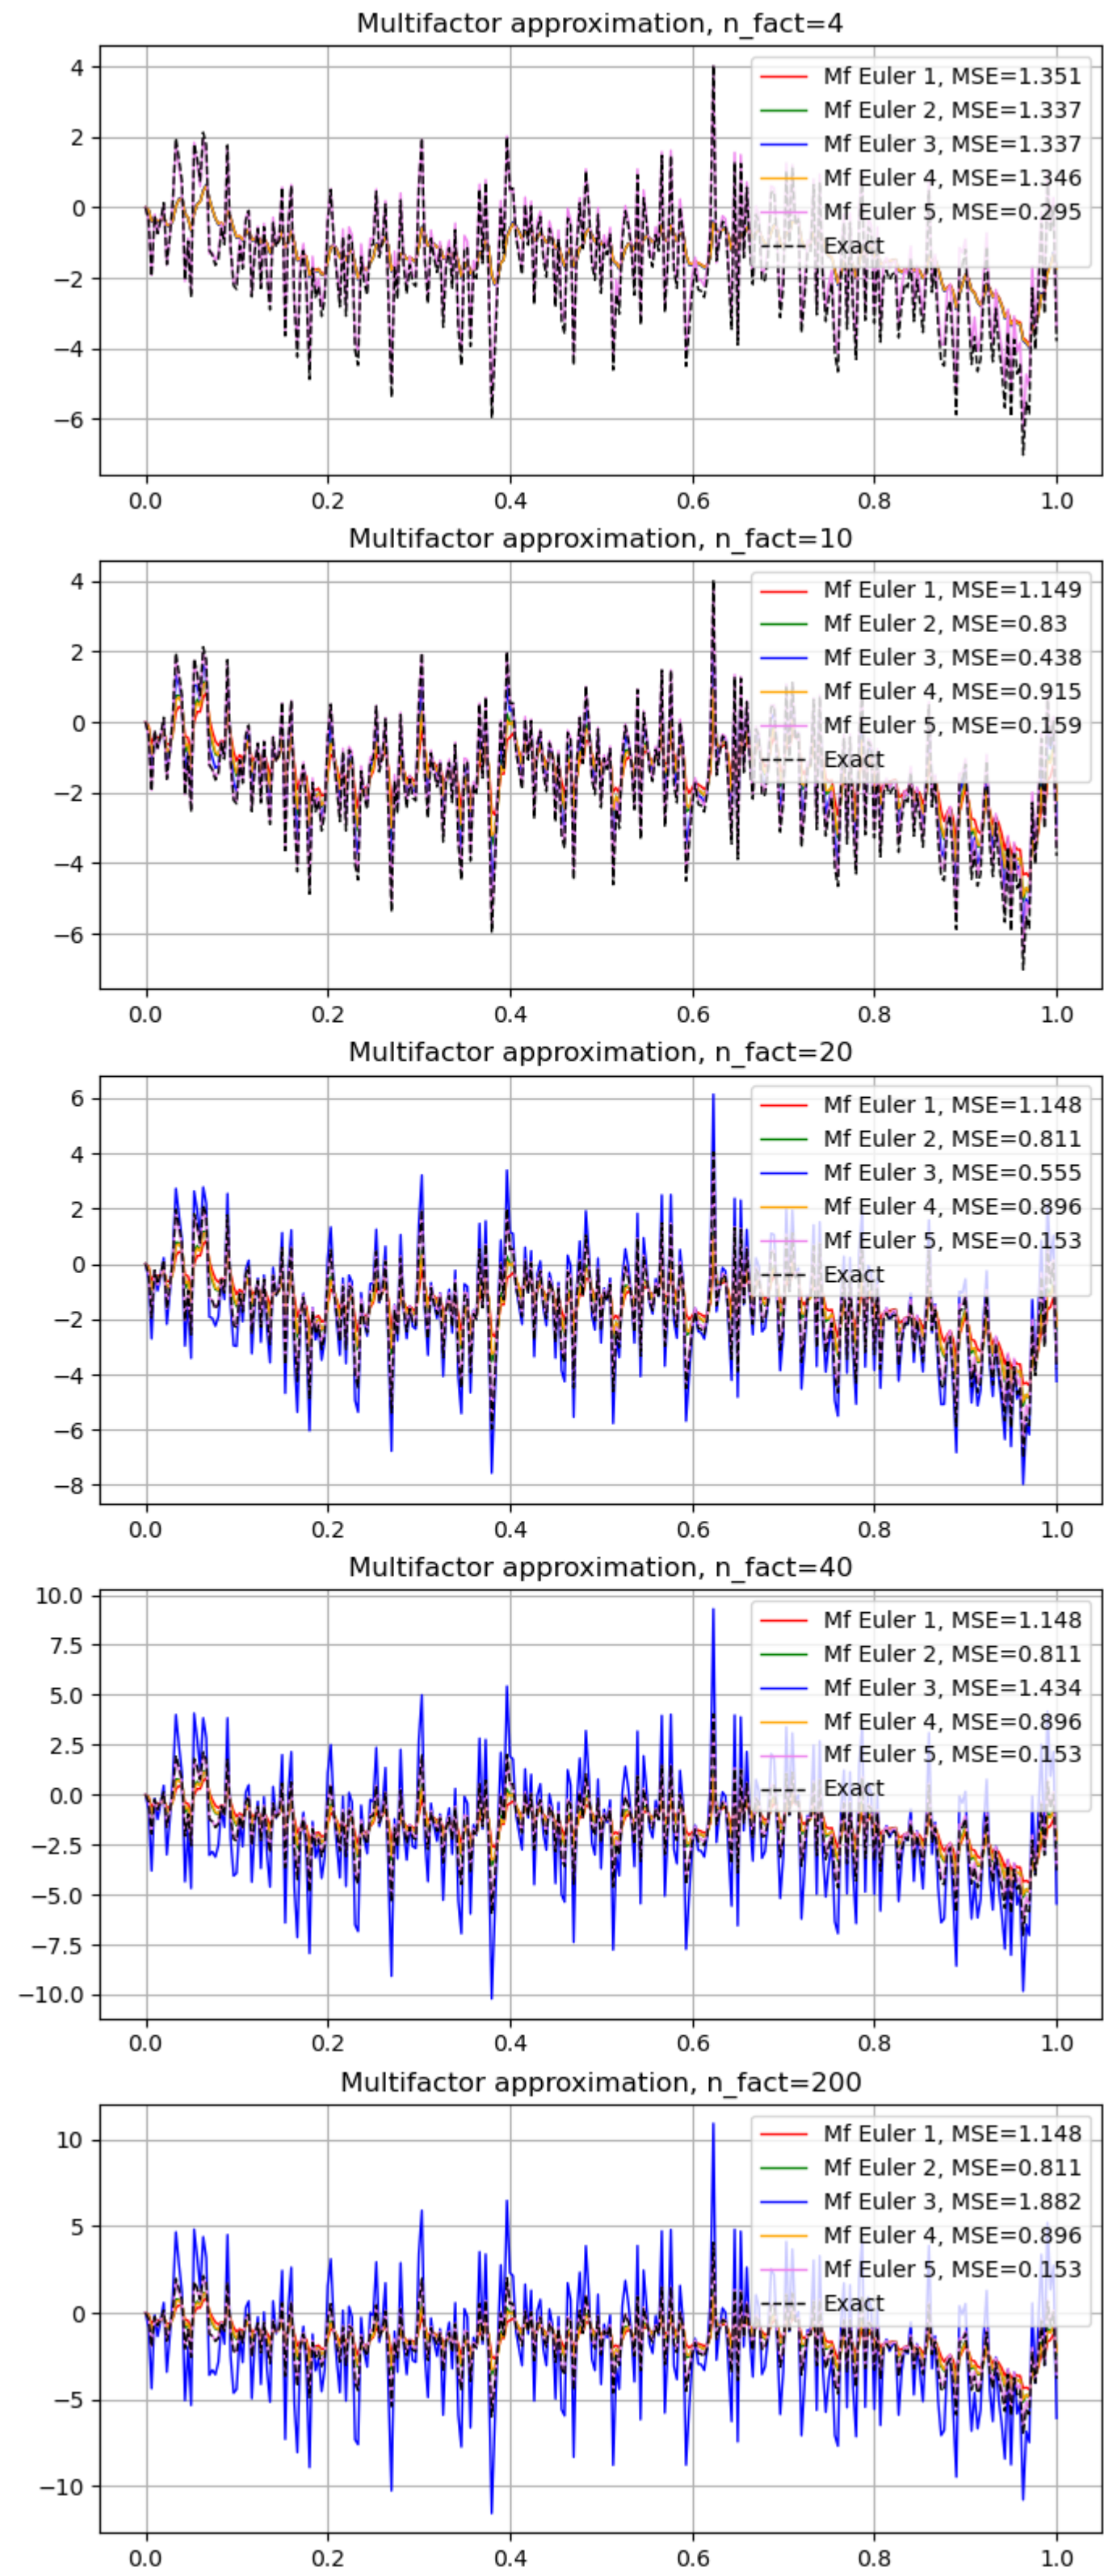 Multifactor approximation, n_fact=4
Mf Euler 1, MSE=1.351
Mf Euler 2, MSE=1.337
Mf Euler 3, MSE=1.337
Mf Euler 4, MSE=1.346
Mf Euler 5, MSE=0.295
Exact
4
2
0
−2
−4
−6
0.0 0.2 0.4 0.6 0.8 1.0
Multifactor approximation, n_fact=10
Mf Euler 1, MSE=1.149
Mf Euler 2, MSE=0.83
Mf Euler 3, MSE=0.438
Mf Euler 4, MSE=0.915
Mf Euler 5, MSE=0.159
Exact
4
2
0
−2
−4
−6
0.0 0.2 0.4 0.6 0.8 1.0
Multifactor approximation, n_fact=20
Mf Euler 1, MSE=1.148
Mf Euler 2, MSE=0.811
Mf Euler 3, MSE=0.555
Mf Euler 4, MSE=0.896
Mf Euler 5, MSE=0.153
Exact
6
4
2
0
−2
−4
−6
−8
0.0 0.2 0.4 0.6 0.8 1.0
Multifactor approximation, n_fact=40
Mf Euler 1, MSE=1.148
Mf Euler 2, MSE=0.811
Mf Euler 3, MSE=1.434
Mf Euler 4, MSE=0.896
Mf Euler 5, MSE=0.153
Exact
10.0
7.5
5.0
2.5
0.0
−2.5
−5.0
−7.5
−10.0
0.0 0.2 0.4 0.6 0.8 1.0
Multifactor approximation, n_fact=200
Mf Euler 1, MSE=1.148
Mf Euler 2, MSE=0.811
Mf Euler 3, MSE=1.882
Mf Euler 4, MSE=0.896
Mf Euler 5, MSE=0.153
Exact
10
5
0
−5
−10
0.0 0.2 0.4 0.6 0.8 1.0